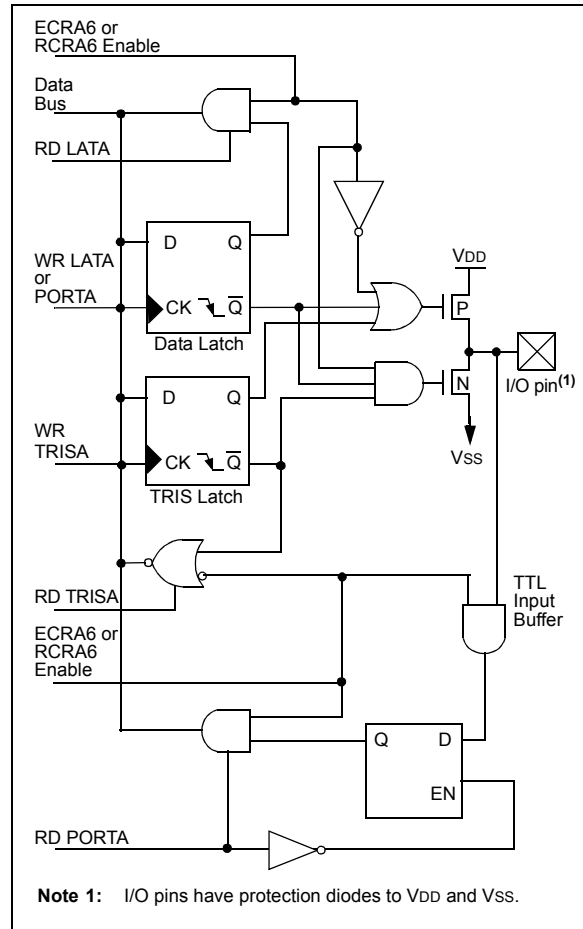 ECRA6 or
RCRA6 Enable
Data
Bus
RD LATA
WR LATA
or
PORTA
D Q
CK Q
Data Latch
VDD
P
N
I/O pin(1)
VSS
WR
TRISA
D Q
CK Q
TRIS Latch
RD TRISA
TTL
Input
Buffer
ECRA6 or
RCRA6
Enable
Q D
EN
RD PORTA
Note 1: I/O pins have protection diodes to VDD and VSS.